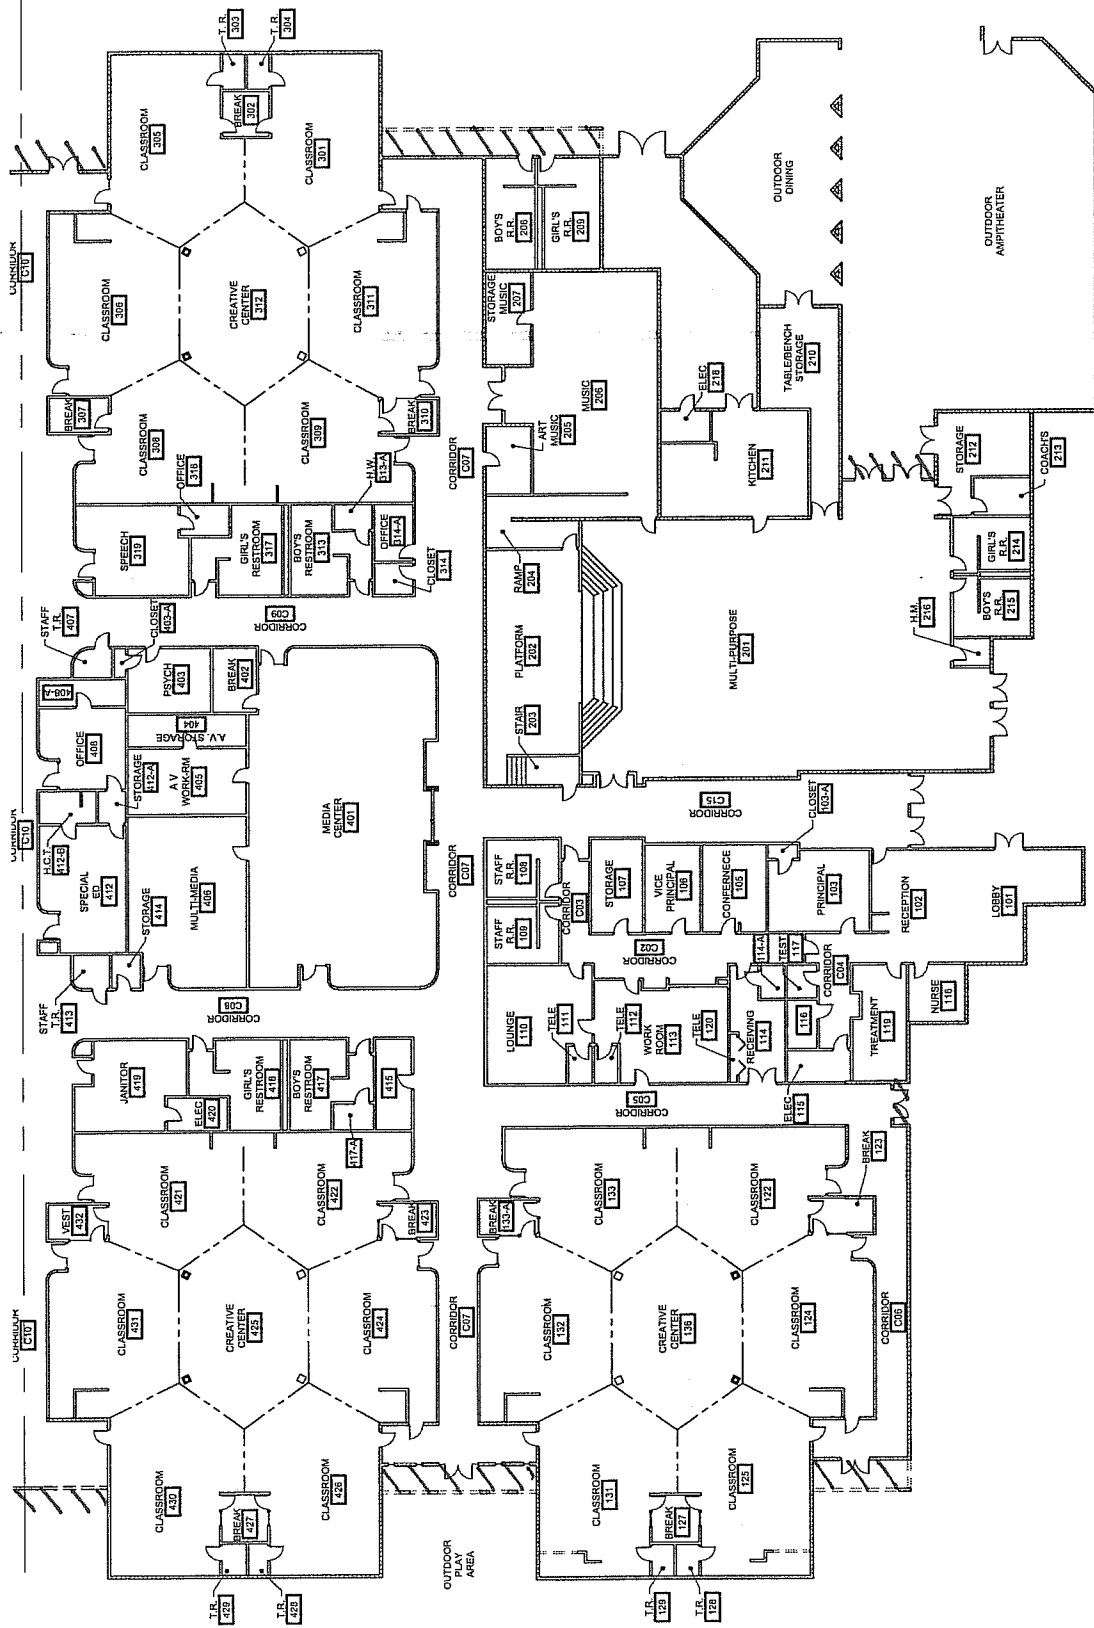 CORRIDOR
C10
CLASSROOM
305
BREAK
302
T. R.
303
T. R.
304
CLASSROOM
301
CLASSROOM
306
CREATIVE
CENTER
312
CLASSROOM
311
BREAK
307
BREAK
310
CLASSROOM
308
CLASSROOM
309
OFFICE
316
H.W.
313-A
SPEECH
319
GIRL'S
RESTROOM
317
BOY'S
RESTROOM
313
OFFICE
314-A
CLOSET
314
CORRIDOR
C09
STAFF
T.R.
407
CLOSET
403-A
CORRIDOR
C10
408-A
OFFICE
408
PSYCH
403
BREAK
402
A.V. STORAGE
404
STORAGE
412-A
A V
WORK-RM
405
H.C.T.
412-B
SPECIAL
ED
412
STORAGE
414
MULTI-MEDIA
406
MEDIA
CENTER
401
STAFF
T.R.
413
CORRIDOR
C08
CORRIDOR
C07
JANITOR
419
ELEC
420
GIRL'S
RESTROOM
418
BOY'S
RESTROOM
417
417-A
415
CLASSROOM
421
CLASSROOM
422
VEST
432
BREAK
423
CORRIDOR
C10
CLASSROOM
431
CREATIVE
CENTER
425
CLASSROOM
424
CLASSROOM
430
BREAK
427
CLASSROOM
426
T.R.
429
T.R.
428
OUTDOOR
PLAY
AREA
CORRIDOR
C07
BOY'S
R.R.
208
GIRL'S
R.R.
209
STORAGE
MUSIC
207
MUSIC
206
ART
MUSIC
205
ELEC
218
KITCHEN
211
TABLE/BENCH
STORAGE
210
OUTDOOR
DINING
OUTDOOR
AMPITHEATER
STORAGE
212
COACH'S
213
GIRL'S
R.R.
214
BOY'S
R.R.
215
H.M.
216
RAMP
204
PLATFORM
202
STAIR
203
MULTI-PURPOSE
201
CORRIDOR
C07
CORRIDOR
C15
CLOSET
103-A
STAFF
R.R.
108
STAFF
R.R.
109
CORRIDOR
C03
STORAGE
107
VICE
PRINCIPAL
106
CONFERNECE
105
PRINCIPAL
103
RECEPTION
102
LOBBY
101
CORRIDOR
C02
114-A
TEST
117
CORRIDOR
C04
LOUNGE
110
TELE
111
TELE
112
WORK
ROOM
113
TELE
120
RECEIVING
114
116
TREATMENT
119
NURSE
118
ELEC
115
CORRIDOR
C05
BREAK
133-A
CLASSROOM
133
CLASSROOM
122
BREAK
123
CLASSROOM
132
CREATIVE
CENTER
136
CLASSROOM
124
CORRIDOR
C06
CLASSROOM
131
BREAK
127
CLASSROOM
125
T.R.
129
T.R.
128